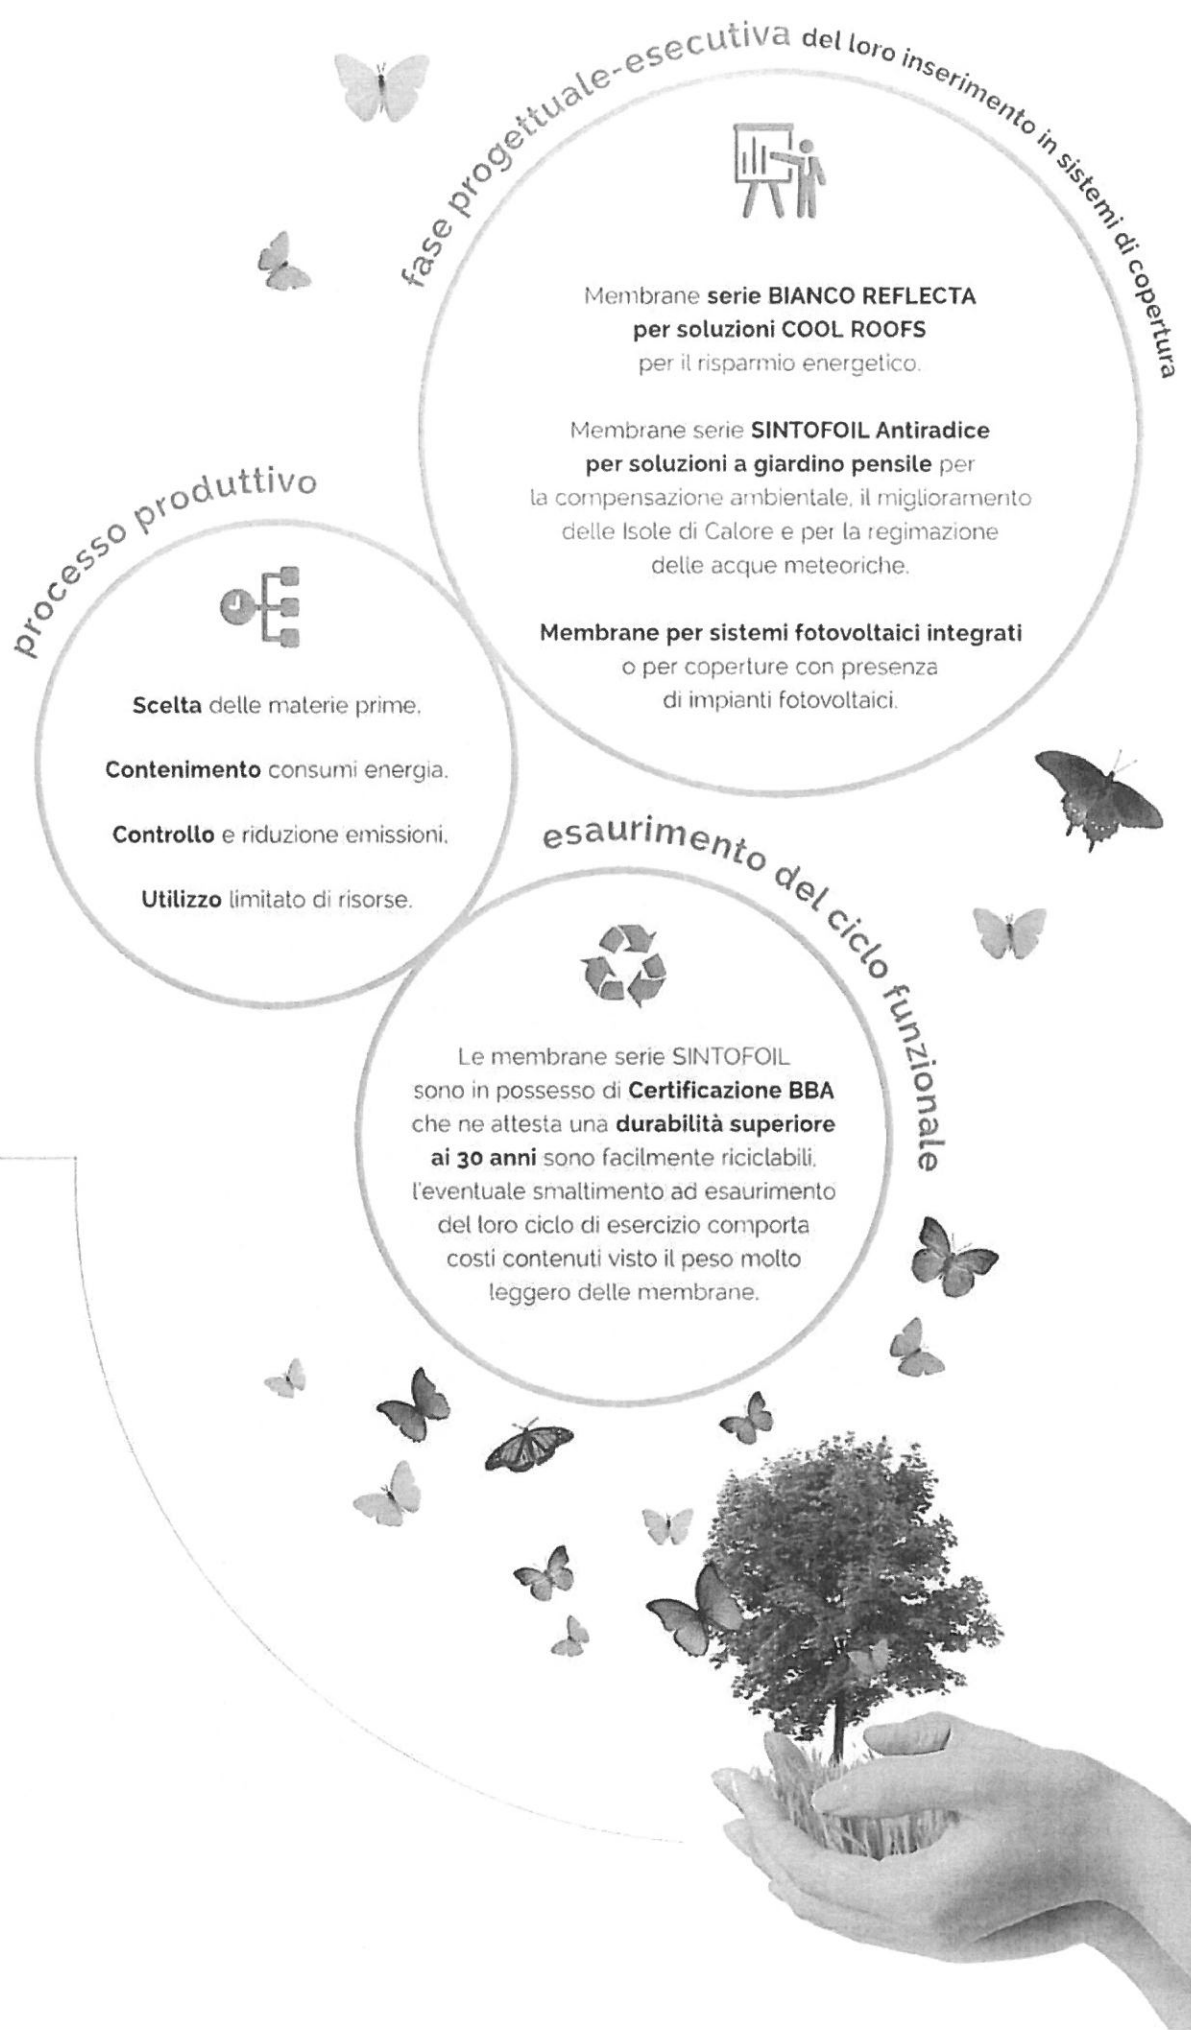 fase progettuale-esecutiva del loro inserimento in sistemi di copertura
Membrane serie BIANCO REFLECTA
per soluzioni COOL ROOFS
per il risparmio energetico.
Membrane serie SINTOFOIL Antiradice
per soluzioni a giardino pensile per
la compensazione ambientale, il miglioramento
delle Isole di Calore e per la regimazione
delle acque meteoriche.
Membrane per sistemi fotovoltaici integrati
o per coperture con presenza
di impianti fotovoltaici.
processo produttivo
Scelta delle materie prime.
Contenimento consumi energia.
Controllo e riduzione emissioni.
Utilizzo limitato di risorse.
esaurimento del ciclo funzionale
Le membrane serie SINTOFOIL
sono in possesso di Certificazione BBA
che ne attesta una durabilità superiore
ai 30 anni sono facilmente riciclabili,
l'eventuale smaltimento ad esaurimento
del loro ciclo di esercizio comporta
costi contenuti visto il peso molto
leggero delle membrane.